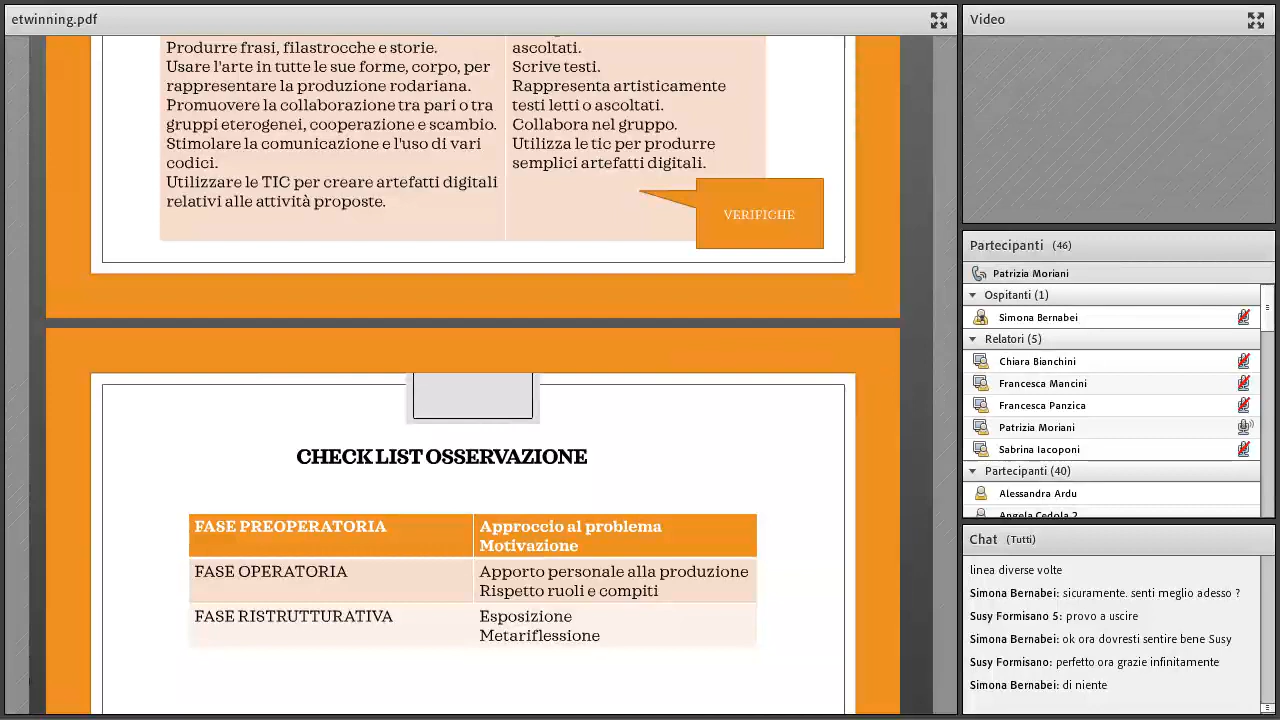 etwinning.pdf
Produrre frasi, filastrocche e storie.
Usare l'arte in tutte le sue forme, corpo, per
rappresentare la produzione rodariana.
Promuovere la collaborazione tra pari o tra
gruppi eterogenei, cooperazione e scambio.
Stimolare la comunicazione e l'uso di vari
codici.
Utilizzare le TIC per creare artefatti digitali
relativi alle attività proposte.
ascoltati.
Scrive testi.
Rappresenta artisticamente
testi letti o ascoltati.
Collabora nel gruppo.
Utilizza le tic per produrre
semplici artefatti digitali.
VERIFICHE
CHECK LIST OSSERVAZIONE
FASE PREOPERATORIA
Approccio al problema
Motivazione
FASE OPERATORIA
Apporto personale alla produzione
Rispetto ruoli e compiti
FASE RISTRUTTURATIVA
Esposizione
Metariflessione
Video
Partecipanti (46)
Patrizia Moriani
Ospitanti (1)
Simona Bernabei
Relatori (5)
Chiara Bianchini
Francesca Mancini
Francesca Panzica
Patrizia Moriani
Sabrina Iacoponi
Partecipanti (40)
Alessandra Ardu
Angela Cedola 2
Chat (Tutti)
linea diverse volte
Simona Bernabei: sicuramente. senti meglio adesso ?
Susy Formisano 5: provo a uscire
Simona Bernabei: ok ora dovresti sentire bene Susy
Susy Formisano: perfetto ora grazie infinitamente
Simona Bernabei: di niente